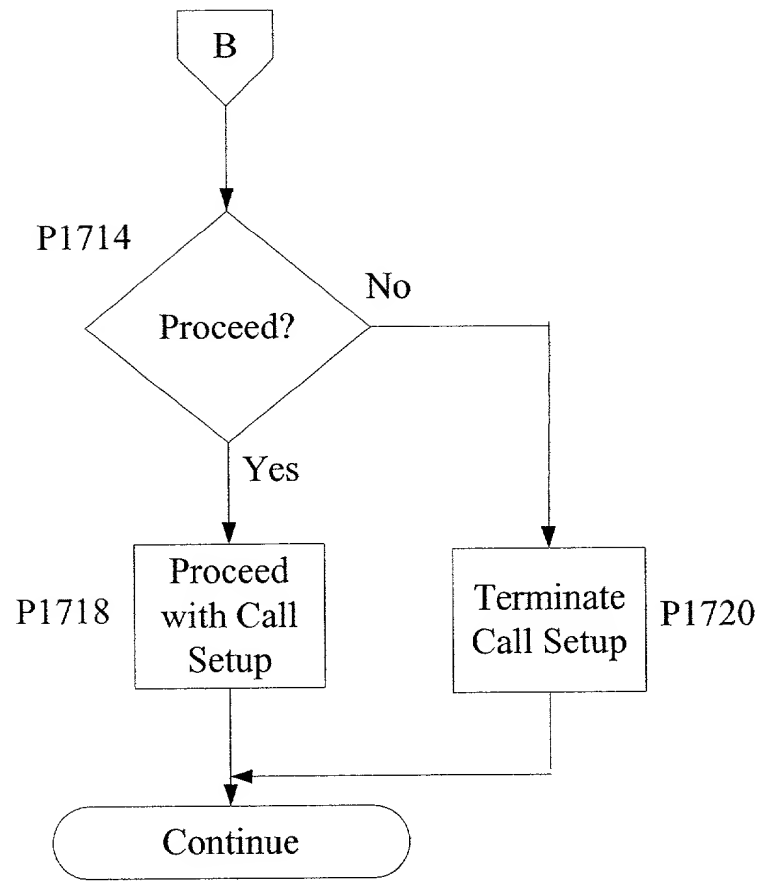 B
P1714
No
Proceed?
Yes
Proceed
with Call
Setup
P1718
Terminate
Call Setup
P1720
Continue